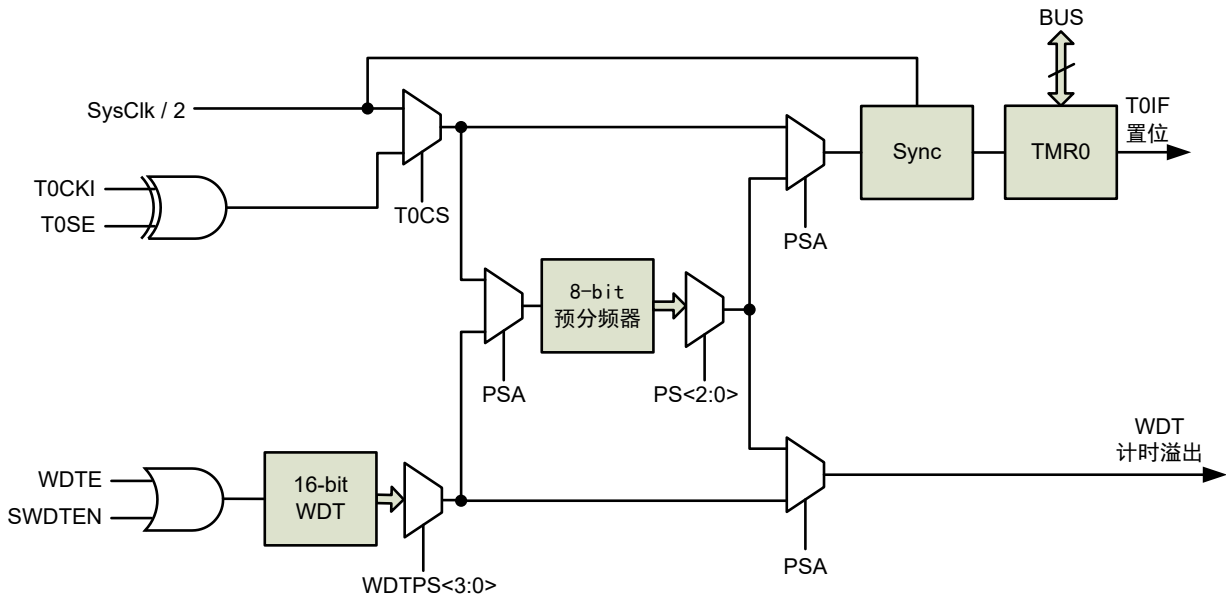 BUS
SysClk / 2
T0IF
置位
Sync
TMR0
T0CKI
T0SE
T0CS
PSA
8-bit
预分频器
PSA
PS<2:0>
WDT
计时溢出
WDTE
SWDTEN
16-bit
WDT
PSA
WDTPS<3:0>